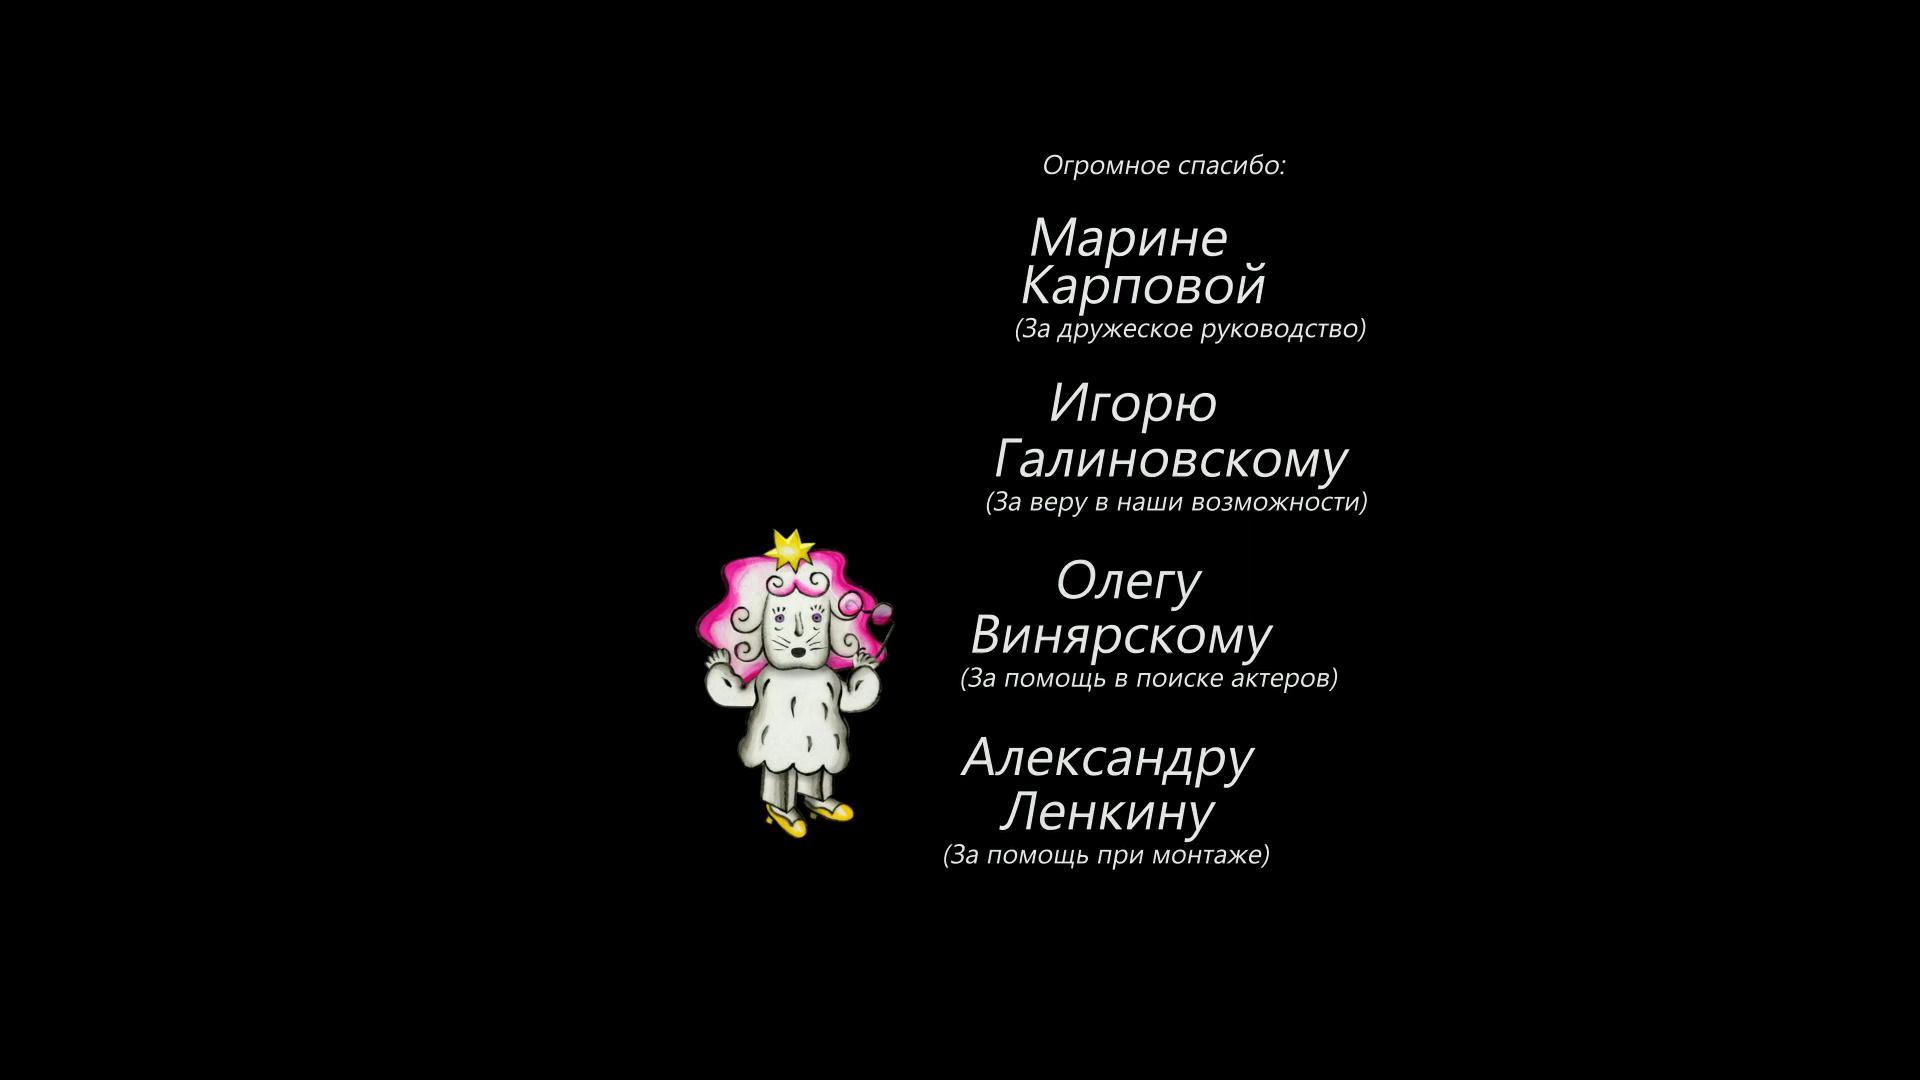 Огромное спасибо:
Марине
Карповой
(За дружеское руководство)
Игорю
Галиновскому
(За веру в наши возможности)
Олегу
Винярскому
(За помощь в поиске актеров)
Александру
Ленкину
(За помощь при монтаже)